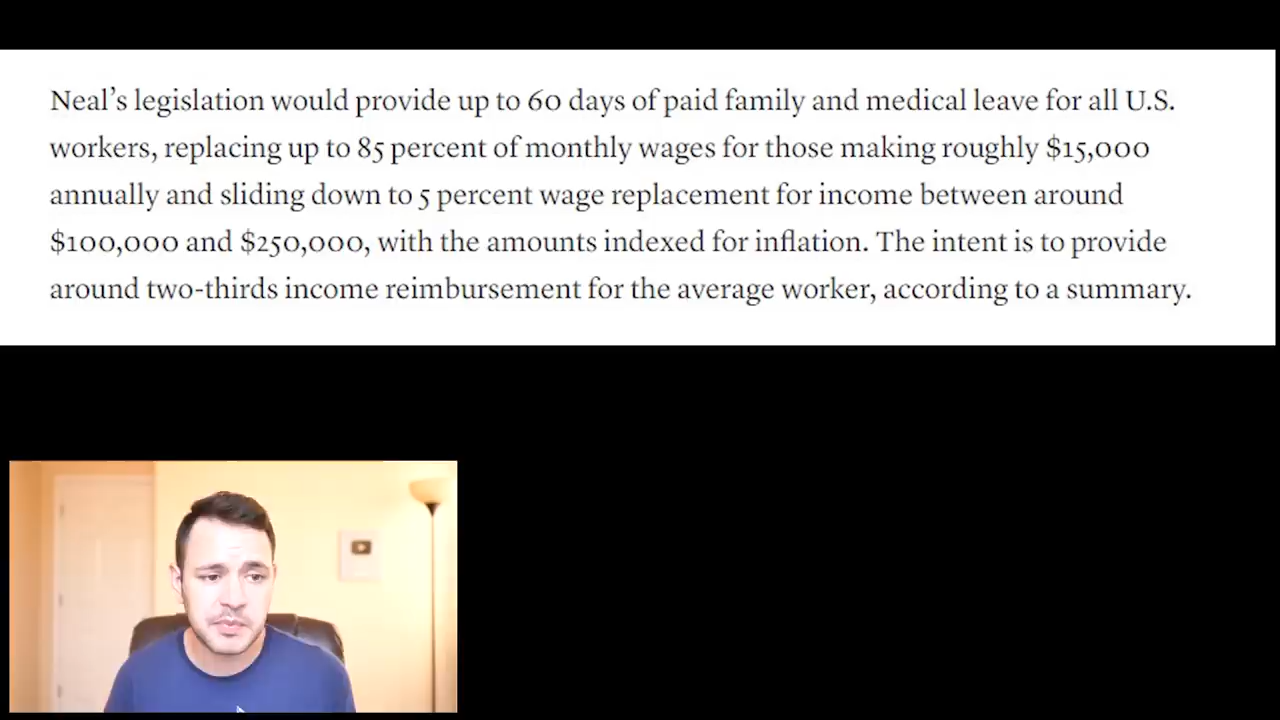 Neal’s legislation would provide up to 60 days of paid family and medical leave for all U.S.
workers, replacing up to 85 percent of monthly wages for those making roughly $15,000
annually and sliding down to 5 percent wage replacement for income between around
$100,000 and $250,000, with the amounts indexed for inflation. The intent is to provide
around two-thirds income reimbursement for the average worker, according to a summary.